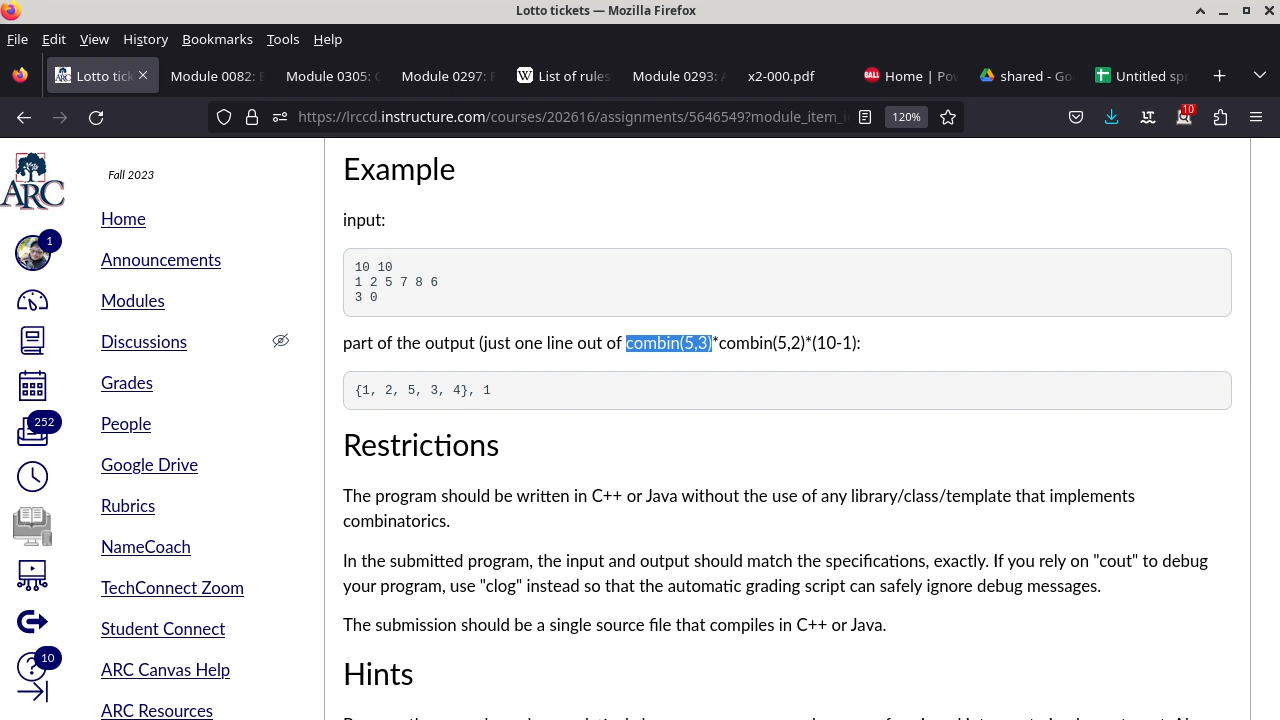 Lotto tickets — Mozilla Firefox
File Edit View History Bookmarks Tools Help
Lotto tick
Module 0082:
Module 0305:
Module 0297:
List of rules
Module 0293:
x2-000.pdf
Home | Po
shared - Go
Untitled spr
https://lrccd.instructure.com/courses/202616/assignments/5646549?module_item_i
120%
10
ARC
Fall 2023
Home
1
Announcements
Modules
Discussions
Grades
252
People
Google Drive
Rubrics
NameCoach
TechConnect Zoom
Student Connect
10
ARC Canvas Help
ARC Resources
Example
input:
10 10
1 2 5 7 8 6
3 0
part of the output (just one line out of combin(5,3)*combin(5,2)*(10-1):
{1, 2, 5, 3, 4}, 1
Restrictions
The program should be written in C++ or Java without the use of any library/class/template that implements
combinatorics.
In the submitted program, the input and output should match the specifications, exactly. If you rely on "cout" to debug
your program, use "clog" instead so that the automatic grading script can safely ignore debug messages.
The submission should be a single source file that compiles in C++ or Java.
Hints